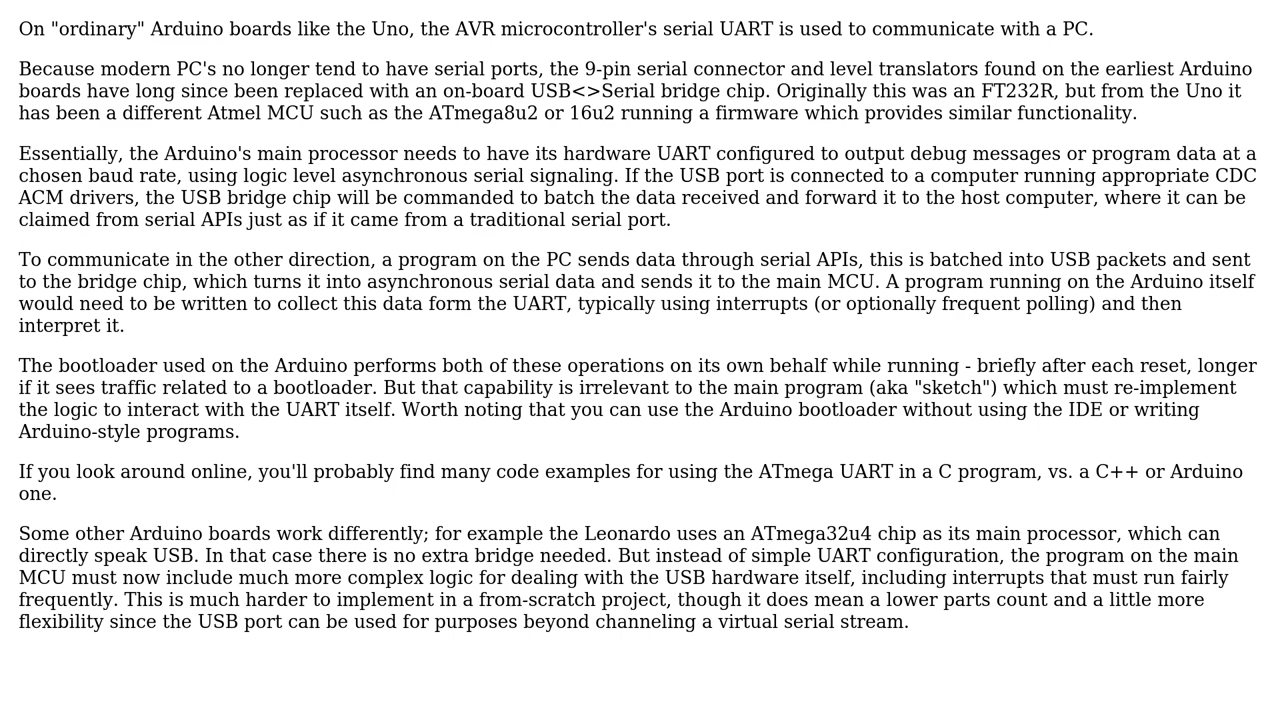 On "ordinary" Arduino boards like the Uno, the AVR microcontroller's serial UART is used to communicate with a PC.
Because modern PC's no longer tend to have serial ports, the 9-pin serial connector and level translators found on the earliest Arduino
boards have long since been replaced with an on-board USB<>Serial bridge chip. Originally this was an FT232R, but from the Uno it
has been a different Atmel MCU such as the ATmega8u2 or 16u2 running a firmware which provides similar functionality.
Essentially, the Arduino's main processor needs to have its hardware UART configured to output debug messages or program data at a
chosen baud rate, using logic level asynchronous serial signaling. If the USB port is connected to a computer running appropriate CDC
ACM drivers, the USB bridge chip will be commanded to batch the data received and forward it to the host computer, where it can be
claimed from serial APIs just as if it came from a traditional serial port.
To communicate in the other direction, a program on the PC sends data through serial APIs, this is batched into USB packets and sent
to the bridge chip, which turns it into asynchronous serial data and sends it to the main MCU. A program running on the Arduino itself
would need to be written to collect this data form the UART, typically using interrupts (or optionally frequent polling) and then
interpret it.
The bootloader used on the Arduino performs both of these operations on its own behalf while running - briefly after each reset, longer
if it sees traffic related to a bootloader. But that capability is irrelevant to the main program (aka "sketch") which must re-implement
the logic to interact with the UART itself. Worth noting that you can use the Arduino bootloader without using the IDE or writing
Arduino-style programs.
If you look around online, you'll probably find many code examples for using the ATmega UART in a C program, vs. a C++ or Arduino
one.
Some other Arduino boards work differently; for example the Leonardo uses an ATmega32u4 chip as its main processor, which can
directly speak USB. In that case there is no extra bridge needed. But instead of simple UART configuration, the program on the main
MCU must now include much more complex logic for dealing with the USB hardware itself, including interrupts that must run fairly
frequently. This is much harder to implement in a from-scratch project, though it does mean a lower parts count and a little more
flexibility since the USB port can be used for purposes beyond channeling a virtual serial stream.